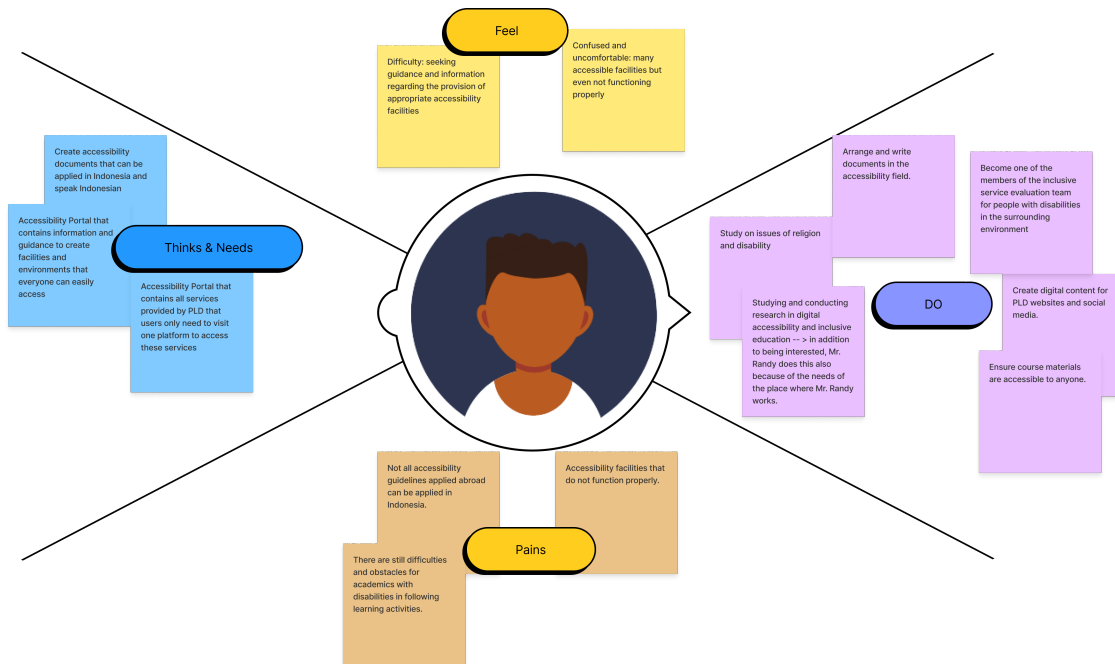 Feel
Difficulty: seeking
guidance and information
regarding the provision of
appropriate accessibility
facilities
Confused and
uncomfortable: many
accessible facilities but
even not functioning
properly
Create accessibility
documents that can be
applied in Indonesia and
speak Indonesian
Accessibility Portal that
contains information and
guidance to create
facilities and
environments that
everyone can easily
access
Thinks & Needs
Accessibility Portal that
contains all services
provided by PLD that
users only need to visit
one platform to access
these services
Arrange and write
documents in the
accessibility field.
Become one of the
members of the inclusive
service evaluation team
for people with disabilities
in the surrounding
environment
Study on issues of religion
and disability
DO
Studying and conducting
research in digital
accessibility and inclusive
education -- > in addition
to being interested, Mr.
Randy does this also
because of the needs of
the place where Mr. Randy
works.
Create digital content for
PLD websites and social
media.
Ensure course materials
are accessible to anyone.
Not all accessibility
guidelines applied abroad
can be applied in
Indonesia.
Accessibility facilities that
do not function properly.
Pains
There are still difficulties
and obstacles for
academics with
disabilities in following
learning activities.